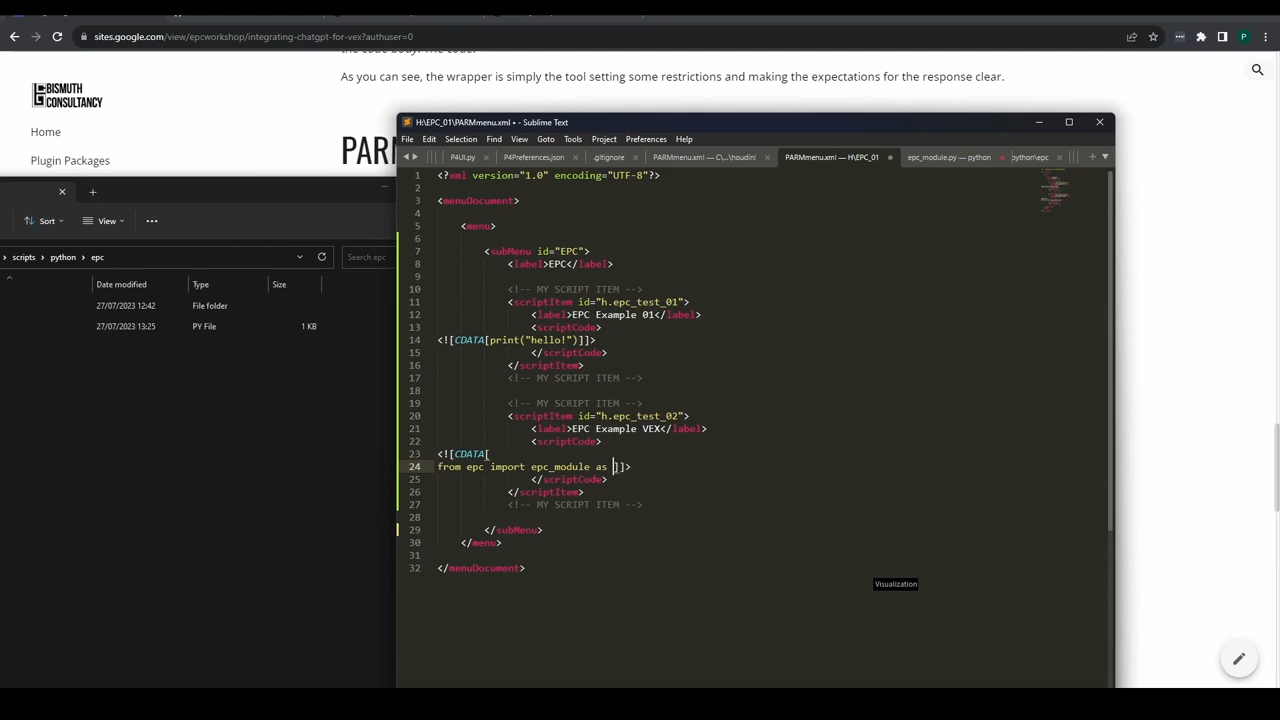 sites.google.com/view/epcworkshop/integrating-chatgpt-for-vex?authuser=0
P
As you can see, the wrapper is simply the tool setting some restrictions and making the expectations for the response clear.
BISMUTH
CONSULTANCY
Home
Plugin Packages
PAR
H:\EPC_01\PARMmenu.xml • - Sublime Text
File Edit Selection Find View Goto Tools Project Preferences Help
P4UI.py P4Preferences.json .gitignore PARMmenu.xml — C\...\houdini PARMmenu.xml — H\EPC_01 epc_module.py — python python\epc
Sort View
scripts > python > epc
Search epc
Date modified Type Size
27/07/2023 12:42 File folder
27/07/2023 13:25 PY File 1 KB
1 <?xml version="1.0" encoding="UTF-8"?>
2
3 <menuDocument>
4
5 <menu>
6
7 <subMenu id="EPC">
8 <label>EPC</label>
9
10 <!-- MY SCRIPT ITEM -->
11 <scriptItem id="h.epc_test_01">
12 <label>EPC Example 01</label>
13 <scriptCode>
14 <![CDATA[print("hello!")]]>
15 </scriptCode>
16 </scriptItem>
17 <!-- MY SCRIPT ITEM -->
18
19 <!-- MY SCRIPT ITEM -->
20 <scriptItem id="h.epc_test_02">
21 <label>EPC Example VEX</label>
22 <scriptCode>
23 <![CDATA[
24 from epc import epc_module as ]]>
25 </scriptCode>
26 </scriptItem>
27 <!-- MY SCRIPT ITEM -->
28
29 </subMenu>
30 </menu>
31
32 </menuDocument>
Visualization